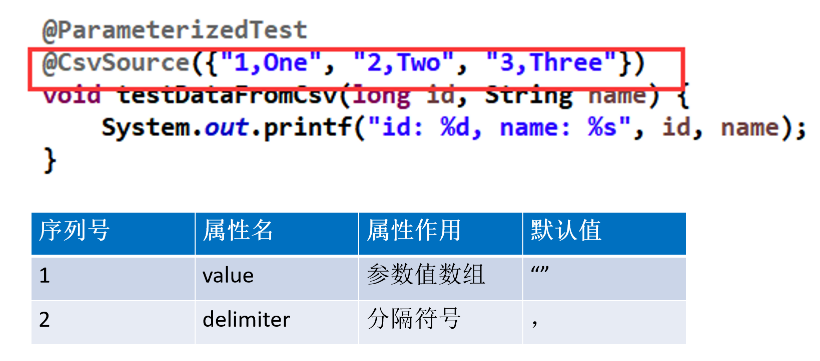 @ParameterizedTest
@CsvSource({"1,One", "2,Two", "3,Three"})
void testDataFromCsv(long id, String name) {
System.out.printf("id: %d, name: %s", id, name);
}
序列号 属性名 属性作用 默认值
1 value 参数值数组 “”
2 delimiter 分隔符号 ，